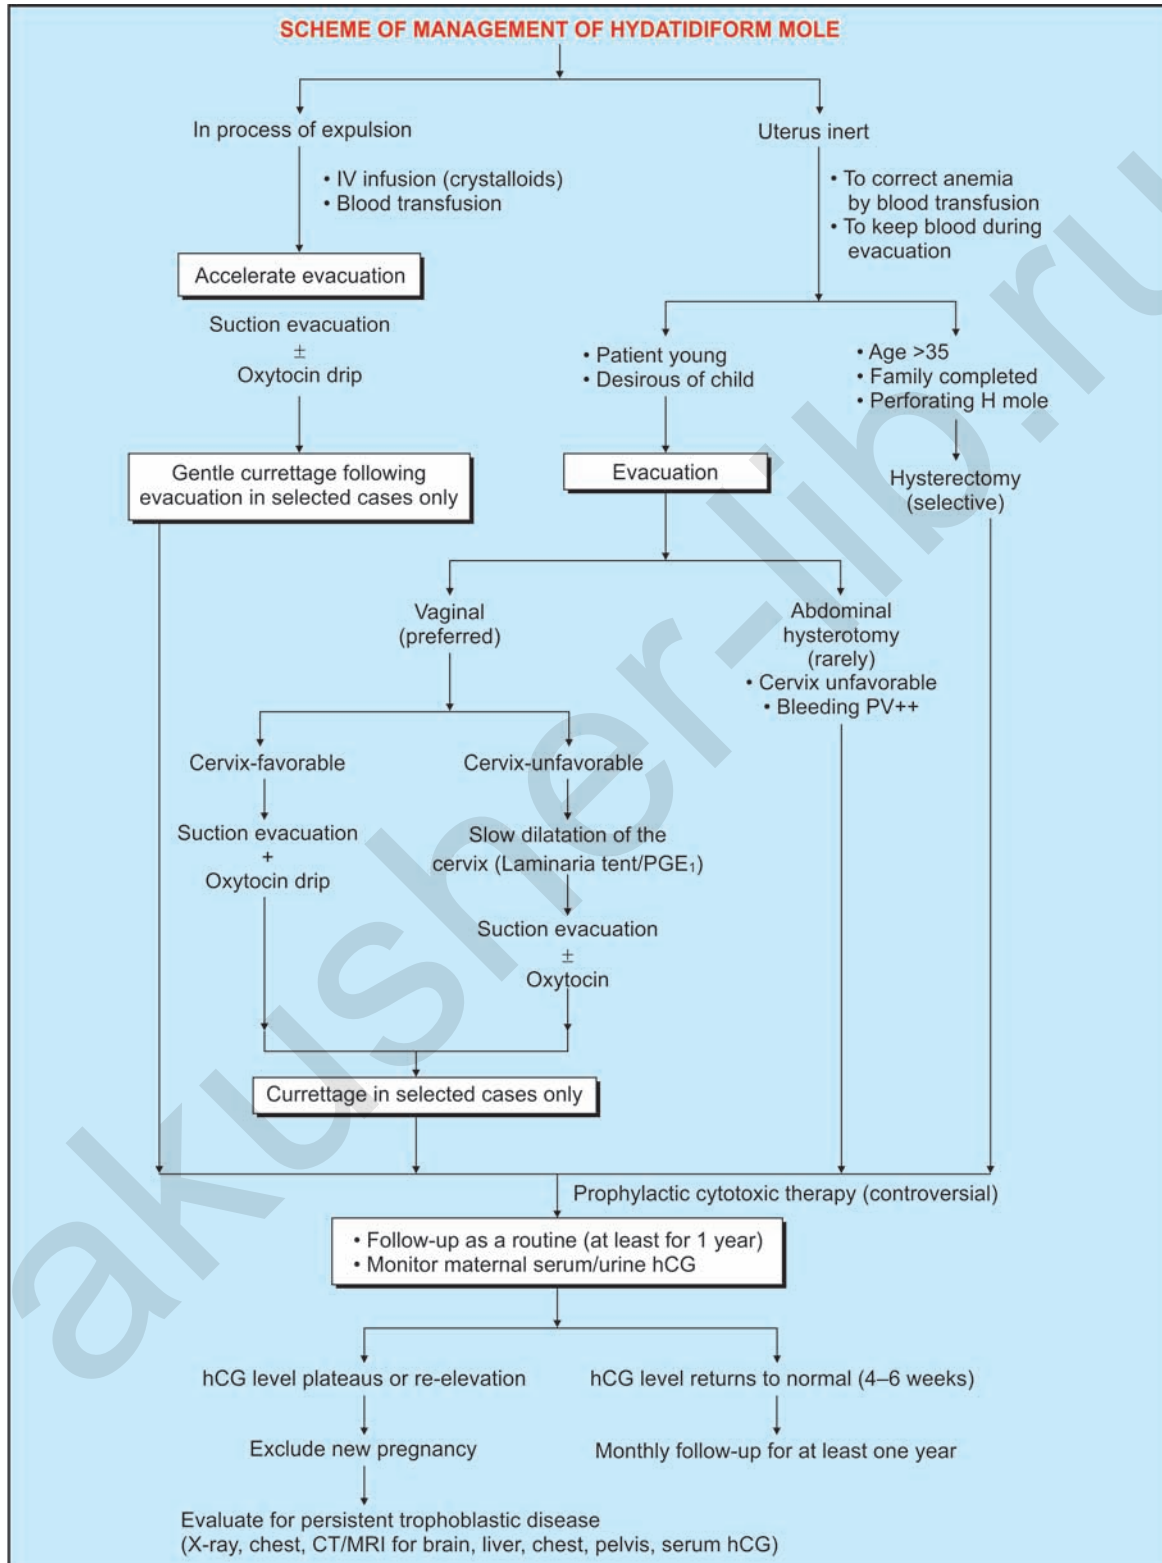 SCHEME OF MANAGEMENT OF HYDATIDIFORM MOLE
In process of expulsion
• IV infusion (crystalloids)
• Blood transfusion
Accelerate evacuation
Suction evacuation
±
Oxytocin drip
Gentle currettage following
evacuation in selected cases only
Uterus inert
• To correct anemia
by blood transfusion
• To keep blood during
evacuation
• Patient young
• Desirous of child
Evacuation
• Age >35
• Family completed
• Perforating H mole
Hysterectomy
(selective)
Vaginal
(preferred)
Abdominal
hysterotomy
(rarely)
• Cervix unfavorable
• Bleeding PV++
Cervix-favorable
Suction evacuation
+
Oxytocin drip
Cervix-unfavorable
Slow dilatation of the
cervix (Laminaria tent/PGE₁)
Suction evacuation
±
Oxytocin
Currettage in selected cases only
Prophylactic cytotoxic therapy (controversial)
• Follow-up as a routine (at least for 1 year)
• Monitor maternal serum/urine hCG
hCG level plateaus or re-elevation
Exclude new pregnancy
Evaluate for persistent trophoblastic disease
(X-ray, chest, CT/MRI for brain, liver, chest, pelvis, serum hCG)
hCG level returns to normal (4–6 weeks)
Monthly follow-up for at least one year
akusher-lib.ru